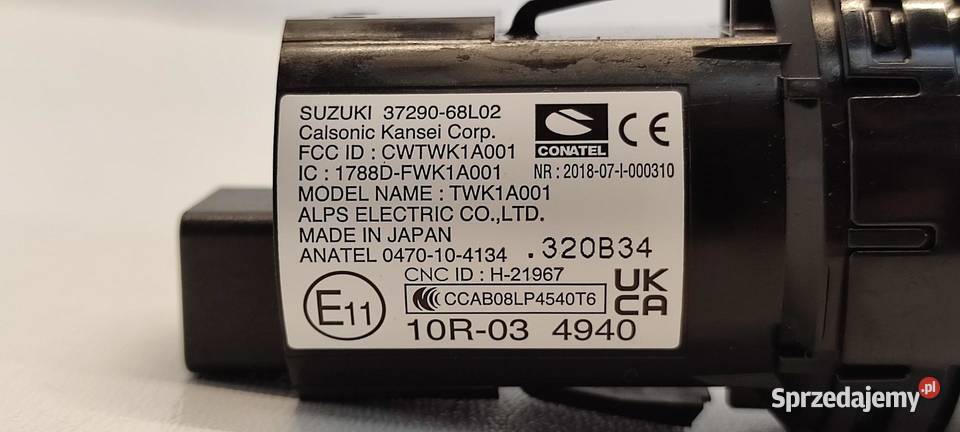 SUZUKI 37290-68L02
Calsonic Kansei Corp.
FCC ID : CWTWK1A001
IC : 1788D-FWK1A001
MODEL NAME : TWK1A001
ALPS ELECTRIC CO.,LTD.
MADE IN JAPAN
ANATEL 0470-10-4134 .320B34
CONATEL
CE
NR : 2018-07-I-000310
CNC ID : H-21967
CCAB08LP4540T6
UK
CA
E11
10R-03 4940
Sprzedajemy.pl